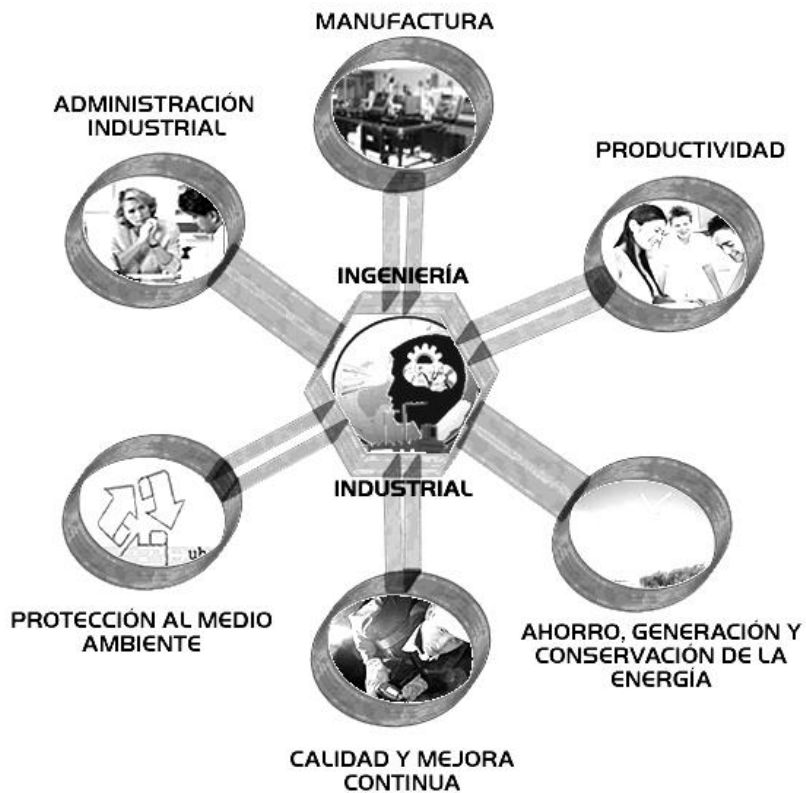 MANUFACTURA
ADMINISTRACIÓN
INDUSTRIAL
PRODUCTIVIDAD
INGENIERÍA
INDUSTRIAL
PROTECCIÓN AL MEDIO
AMBIENTE
AHORRO, GENERACIÓN Y
CONSERVACIÓN DE LA
ENERGÍA
CALIDAD Y MEJORA
CONTINUA